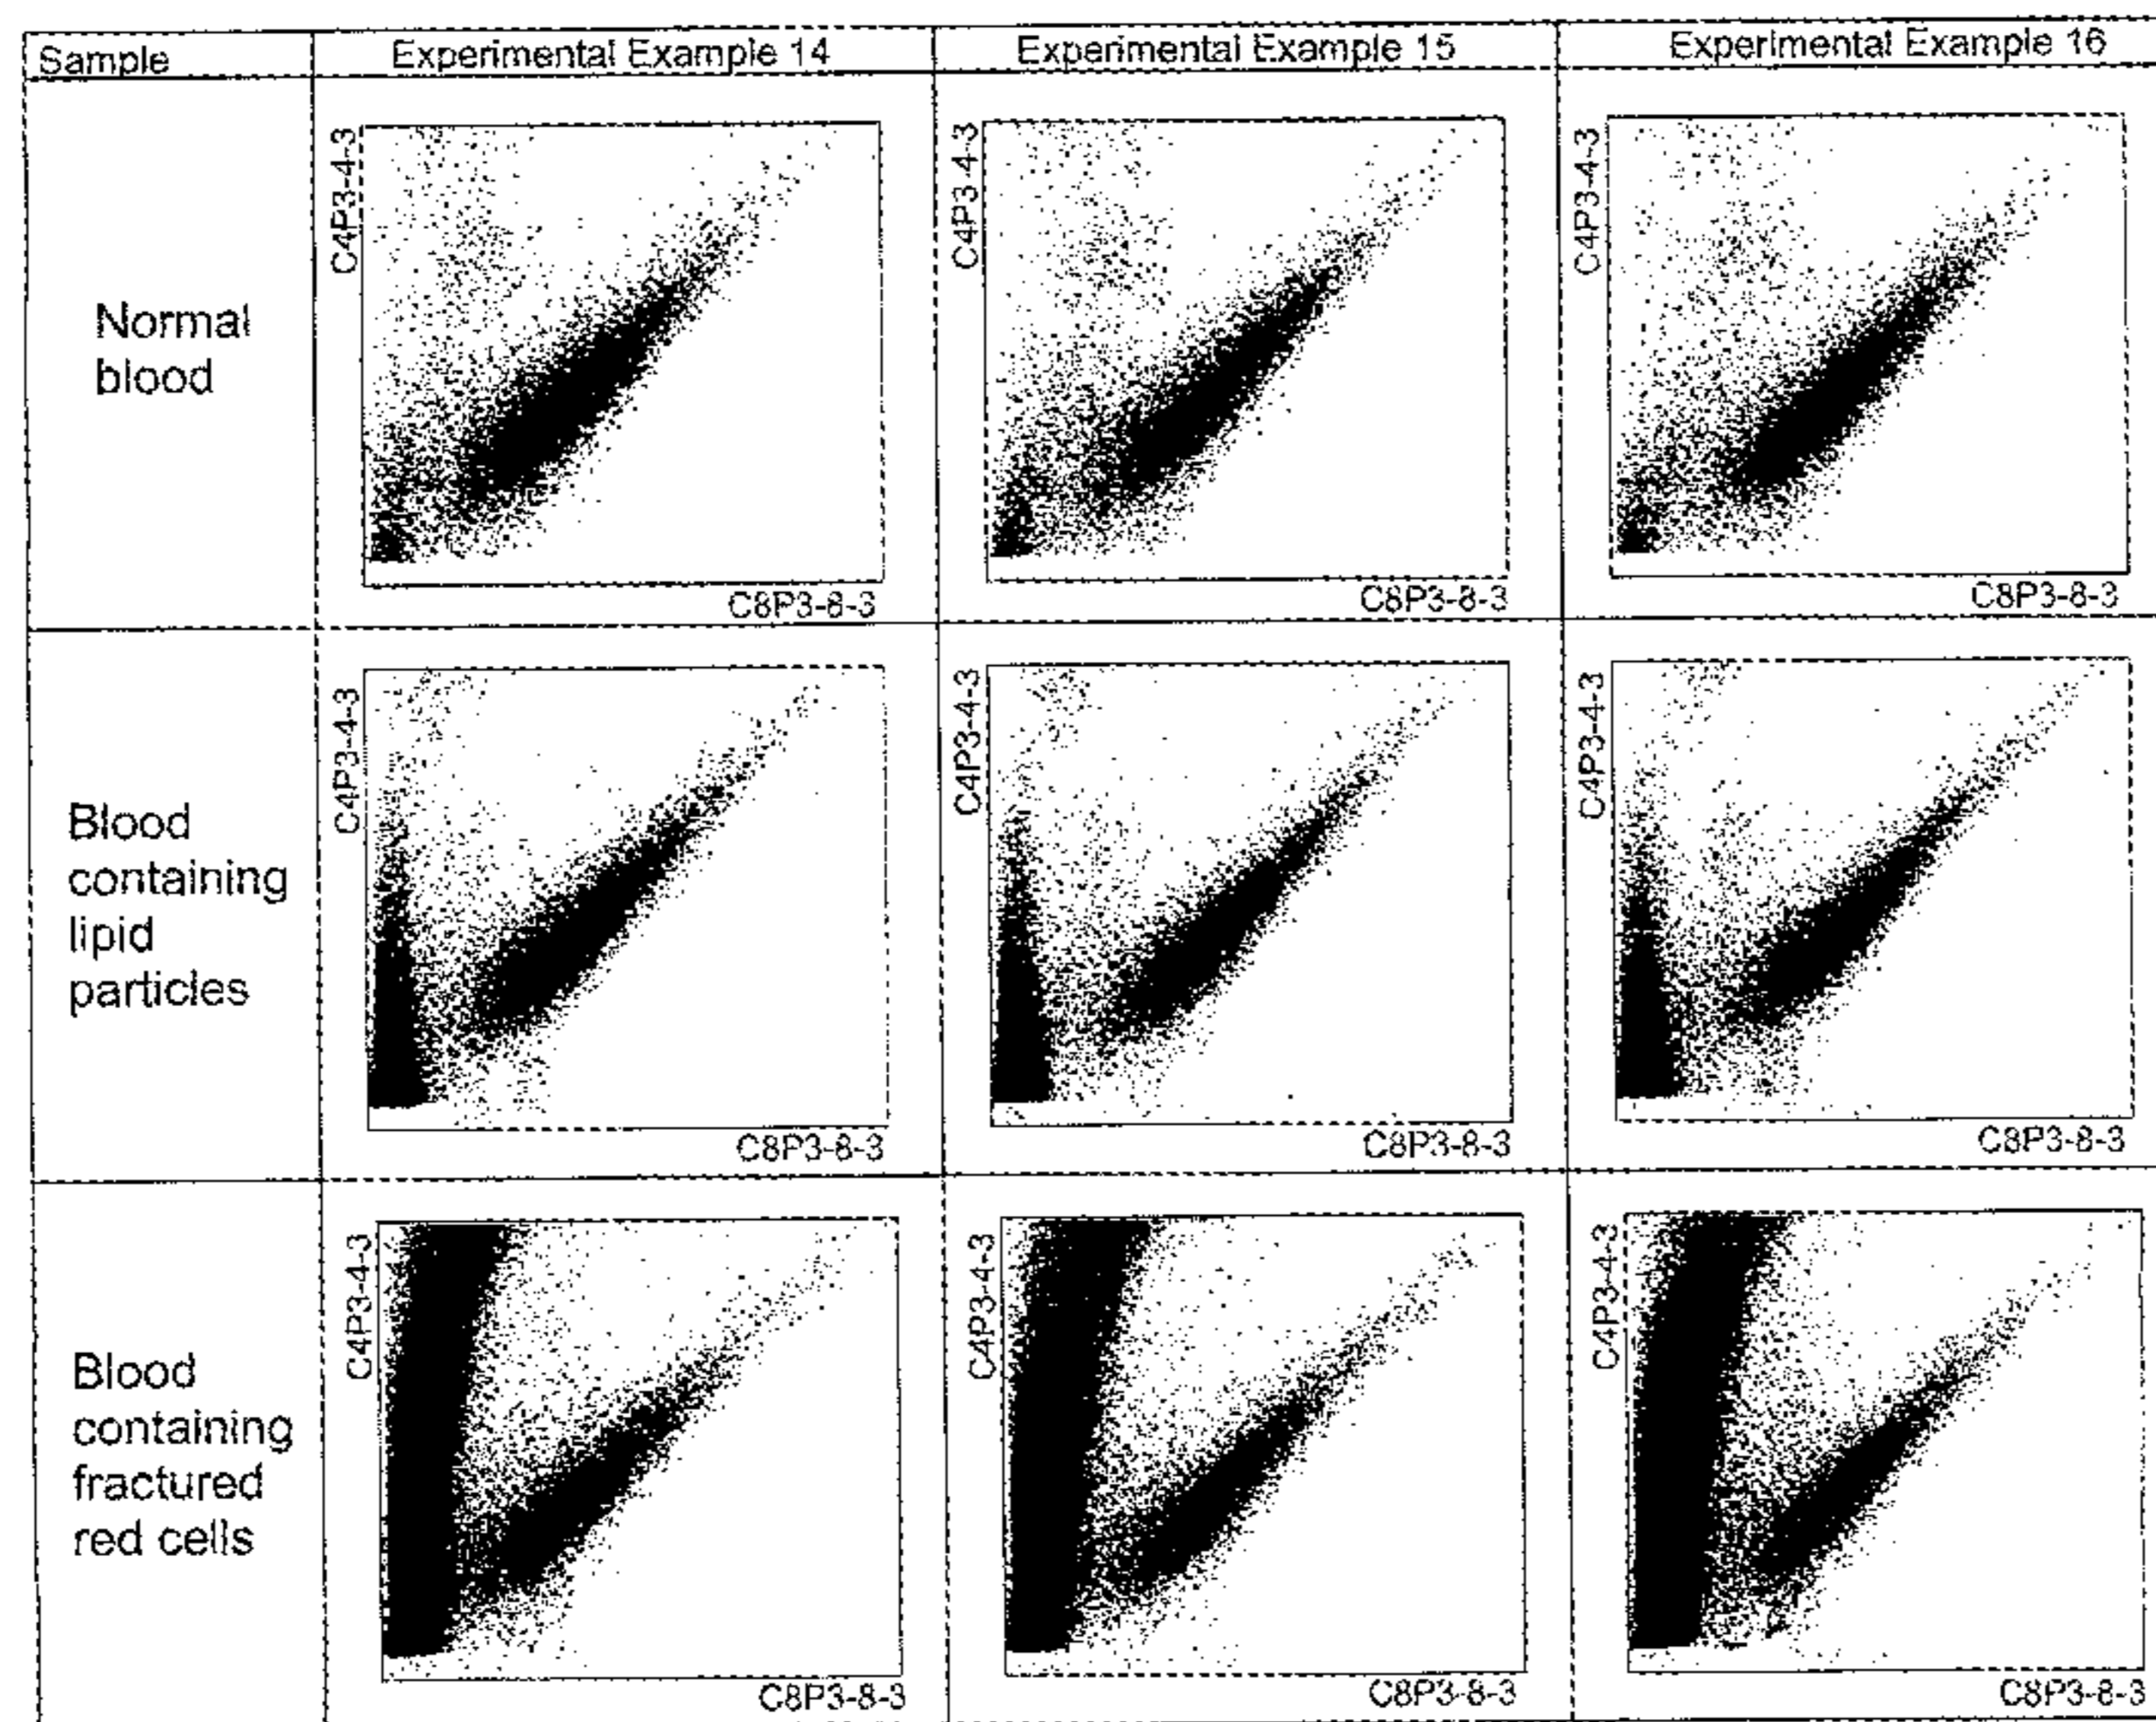 Sample
Experimental Example 14
Experimental Example 15
Experimental Example 16
Normal
blood
C4P3-4-3
C8P3-8-3
C4P3-4-3
C8P3-8-3
C4P3-4-3
C8P3-8-3
Blood
containing
lipid
particles
C4P3-4-3
C8P3-8-3
C4P3-4-3
C8P3-8-3
C4P3-4-3
C8P3-8-3
Blood
containing
fractured
red cells
C4P3-4-3
C8P3-8-3
C4P3-4-3
C8P3-8-3
C4P3-4-3
C8P3-8-3